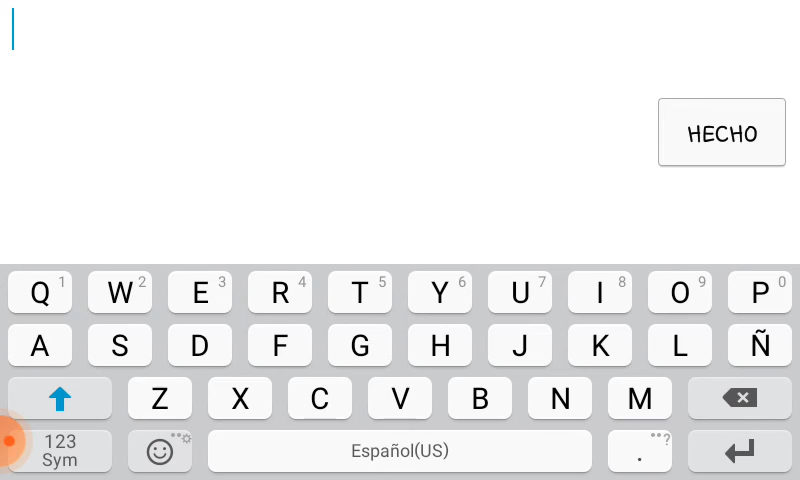 HECHO
Q 1 W 2 E 3 R 4 T 5 Y 6 U 7 I 8 O 9 P 0
A S D F G H J K L Ñ
Z X C V B N M
123
Sym
Español(US)
. ?